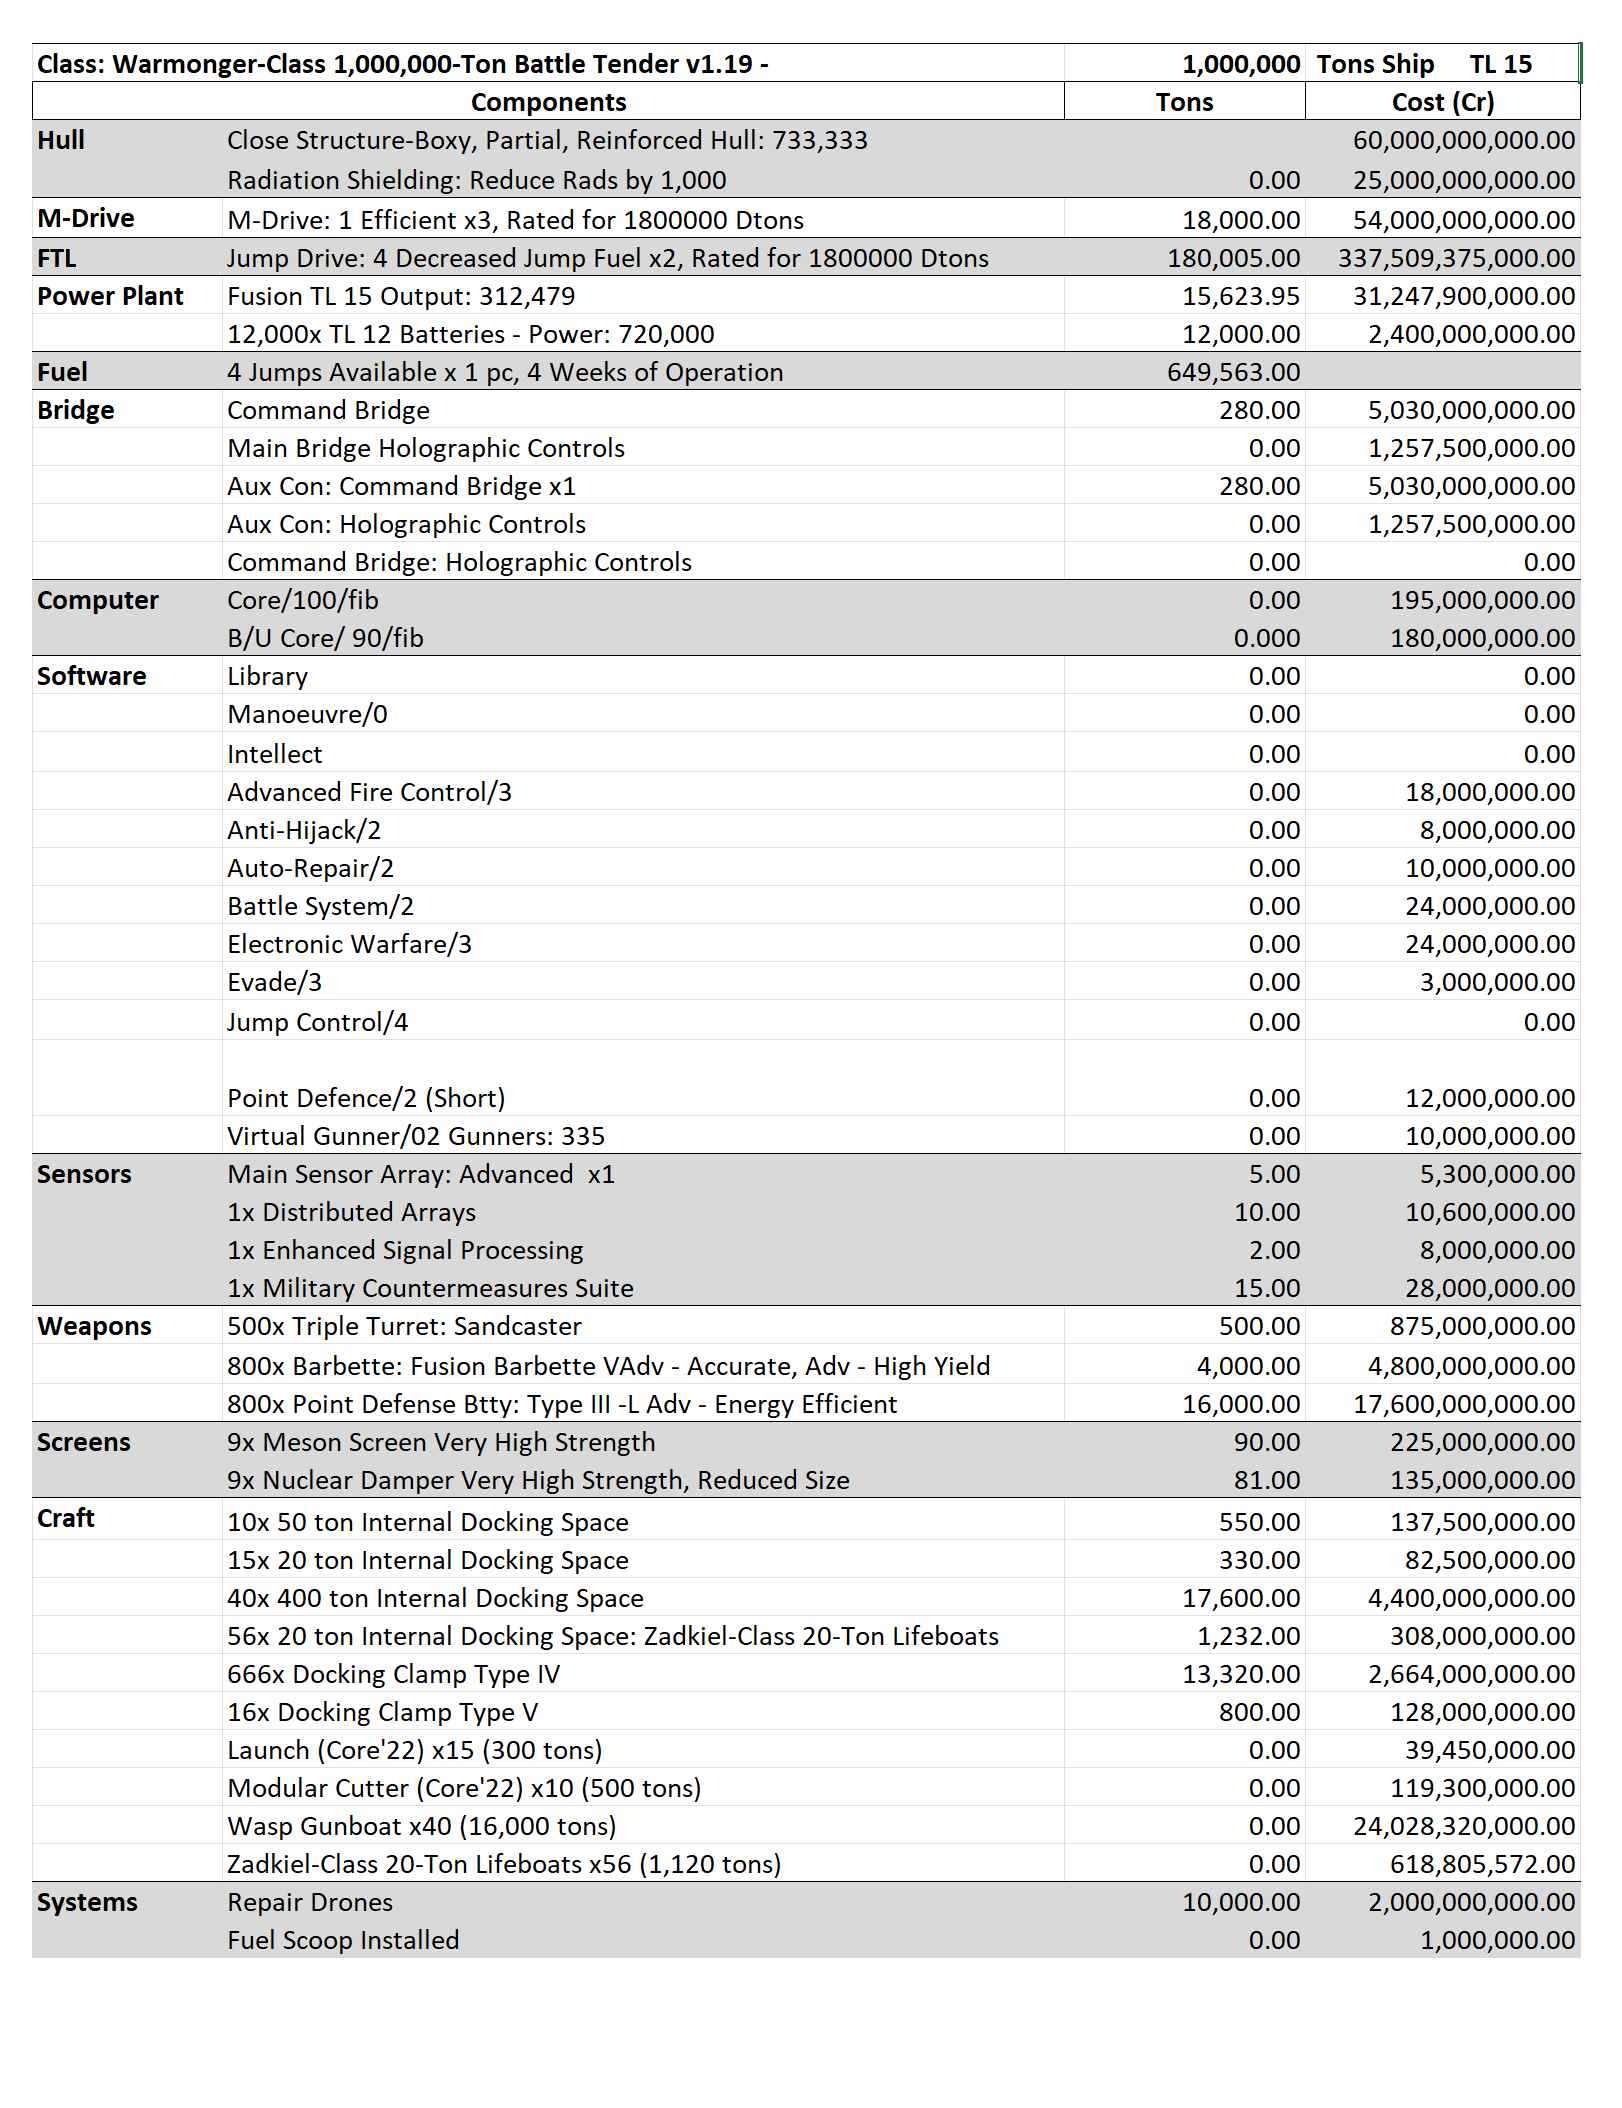 Class: Warmonger-Class 1,000,000-Ton Battle Tender v1.19 - 1,000,000 Tons Ship TL 15
Components Tons Cost (Cr)
Hull Close Structure-Boxy, Partial, Reinforced Hull: 733,333 60,000,000,000.00
Radiation Shielding: Reduce Rads by 1,000 0.00 25,000,000,000.00
M-Drive M-Drive: 1 Efficient x3, Rated for 1800000 Dtons 18,000.00 54,000,000,000.00
FTL Jump Drive: 4 Decreased Jump Fuel x2, Rated for 1800000 Dtons 180,005.00 337,509,375,000.00
Power Plant Fusion TL 15 Output: 312,479 15,623.95 31,247,900,000.00
12,000x TL 12 Batteries - Power: 720,000 12,000.00 2,400,000,000.00
Fuel 4 Jumps Available x 1 pc, 4 Weeks of Operation 649,563.00
Bridge Command Bridge 280.00 5,030,000,000.00
Main Bridge Holographic Controls 0.00 1,257,500,000.00
Aux Con: Command Bridge x1 280.00 5,030,000,000.00
Aux Con: Holographic Controls 0.00 1,257,500,000.00
Command Bridge: Holographic Controls 0.00 0.00
Computer Core/100/fib 0.00 195,000,000.00
B/U Core/ 90/fib 0.000 180,000,000.00
Software Library 0.00 0.00
Manoeuvre/0 0.00 0.00
Intellect 0.00 0.00
Advanced Fire Control/3 0.00 18,000,000.00
Anti-Hijack/2 0.00 8,000,000.00
Auto-Repair/2 0.00 10,000,000.00
Battle System/2 0.00 24,000,000.00
Electronic Warfare/3 0.00 24,000,000.00
Evade/3 0.00 3,000,000.00
Jump Control/4 0.00 0.00
Point Defence/2 (Short) 0.00 12,000,000.00
Virtual Gunner/02 Gunners: 335 0.00 10,000,000.00
Sensors Main Sensor Array: Advanced x1 5.00 5,300,000.00
1x Distributed Arrays 10.00 10,600,000.00
1x Enhanced Signal Processing 2.00 8,000,000.00
1x Military Countermeasures Suite 15.00 28,000,000.00
Weapons 500x Triple Turret: Sandcaster 500.00 875,000,000.00
800x Barbette: Fusion Barbette VAdv - Accurate, Adv - High Yield 4,000.00 4,800,000,000.00
800x Point Defense Btty: Type III -L Adv - Energy Efficient 16,000.00 17,600,000,000.00
Screens 9x Meson Screen Very High Strength 90.00 225,000,000.00
9x Nuclear Damper Very High Strength, Reduced Size 81.00 135,000,000.00
Craft 10x 50 ton Internal Docking Space 550.00 137,500,000.00
15x 20 ton Internal Docking Space 330.00 82,500,000.00
40x 400 ton Internal Docking Space 17,600.00 4,400,000,000.00
56x 20 ton Internal Docking Space: Zadkiel-Class 20-Ton Lifeboats 1,232.00 308,000,000.00
666x Docking Clamp Type IV 13,320.00 2,664,000,000.00
16x Docking Clamp Type V 800.00 128,000,000.00
Launch (Core'22) x15 (300 tons) 0.00 39,450,000.00
Modular Cutter (Core'22) x10 (500 tons) 0.00 119,300,000.00
Wasp Gunboat x40 (16,000 tons) 0.00 24,028,320,000.00
Zadkiel-Class 20-Ton Lifeboats x56 (1,120 tons) 0.00 618,805,572.00
Systems Repair Drones 10,000.00 2,000,000,000.00
Fuel Scoop Installed 0.00 1,000,000.00